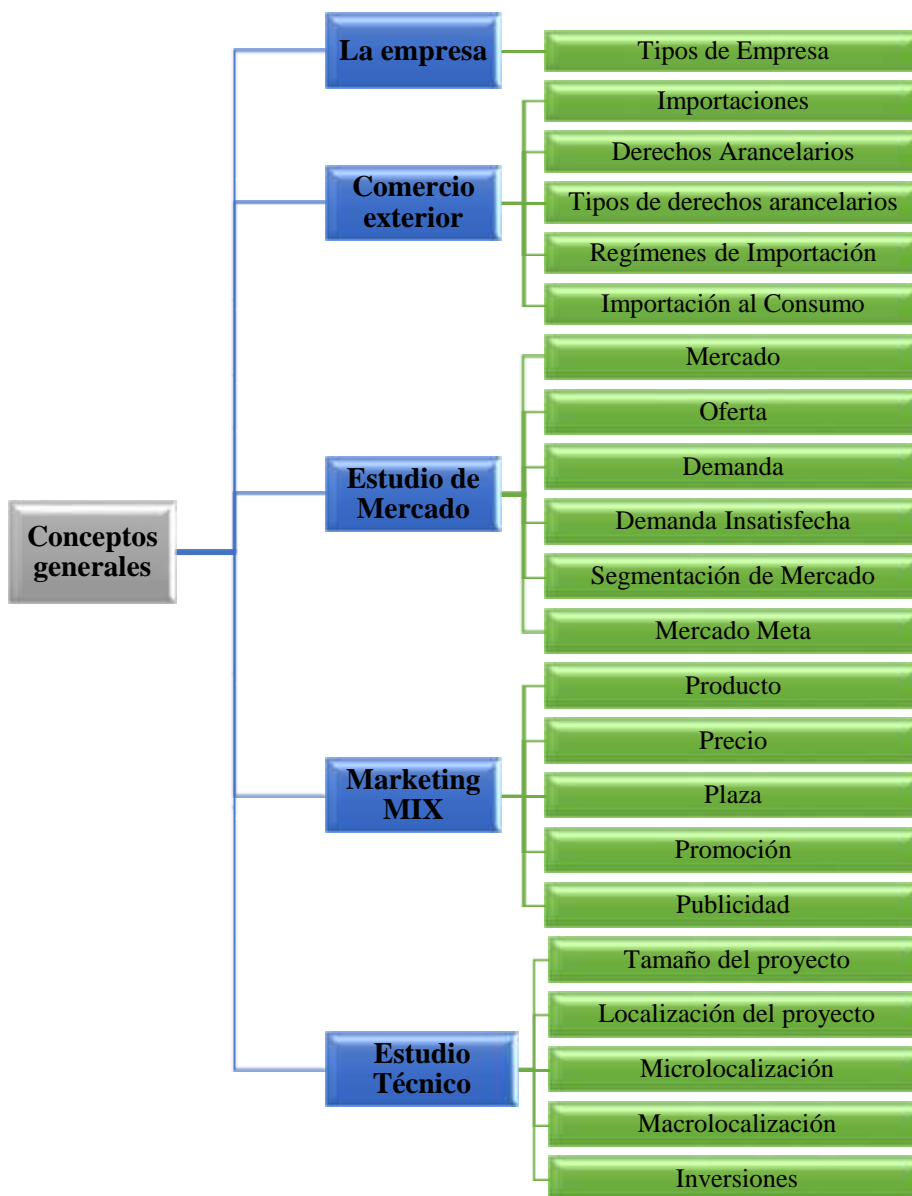 La empresa
Tipos de Empresa
Importaciones
Derechos Arancelarios
Comercio
exterior
Tipos de derechos arancelarios
Regímenes de Importación
Importación al Consumo
Mercado
Oferta
Demanda
Estudio de
Mercado
Demanda Insatisfecha
Conceptos
generales
Segmentación de Mercado
Mercado Meta
Producto
Precio
Marketing
MIX
Plaza
Promoción
Publicidad
Tamaño del proyecto
Localización del proyecto
Estudio
Técnico
Microlocalización
Macrolocalización
Inversiones